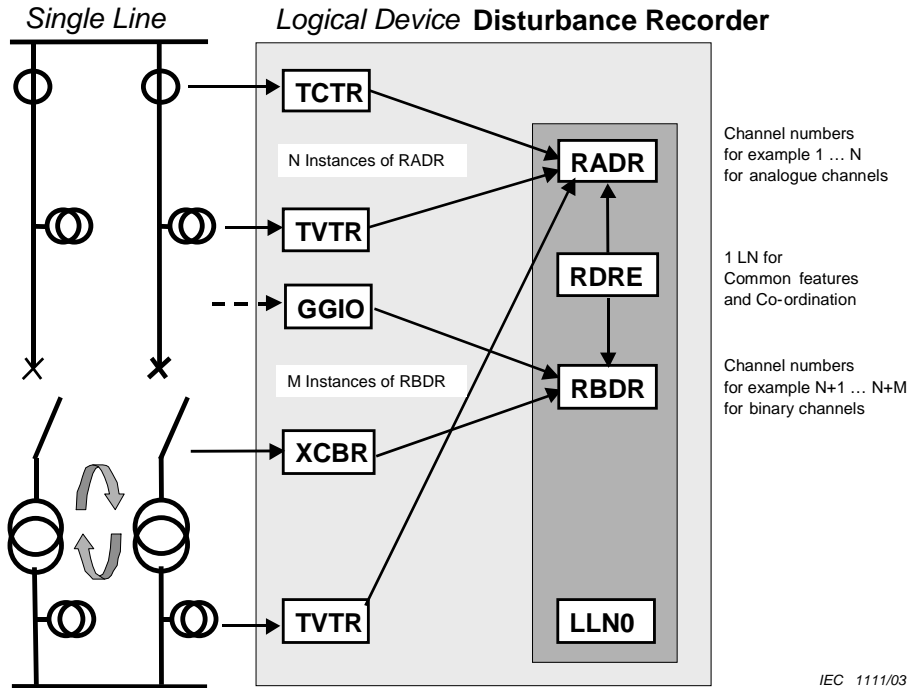 Single Line
Logical Device Disturbance Recorder
TCTR
N Instances of RADR
RADR
Channel numbers
for example 1 … N
for analogue channels
TVTR
RDRE
1 LN for
Common features
and Co-ordination
GGIO
M Instances of RBDR
RBDR
Channel numbers
for example N+1 … N+M
for binary channels
XCBR
TVTR
LLN0
IEC 1111/03